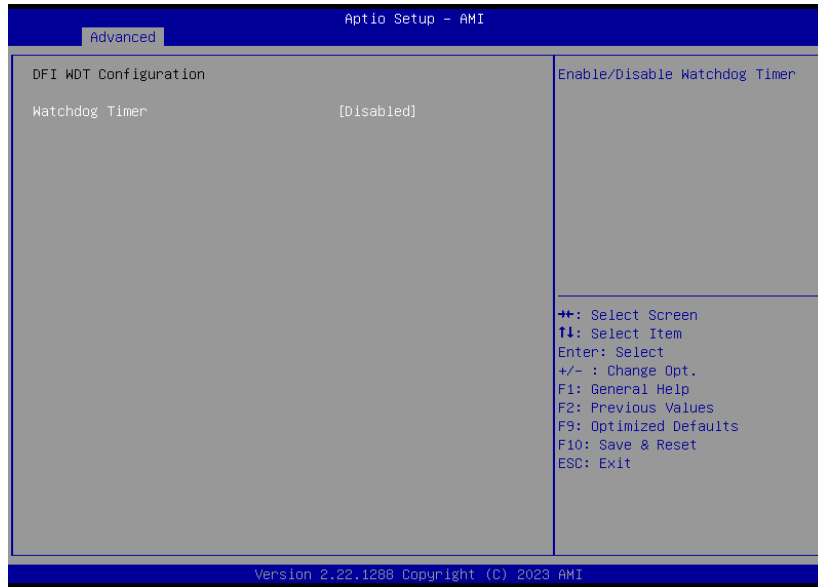 Aptio Setup – AMI
Advanced
DFI WDT Configuration
Watchdog Timer [Disabled]
Enable/Disable Watchdog Timer
→←: Select Screen
↑↓: Select Item
Enter: Select
+/- : Change Opt.
F1: General Help
F2: Previous Values
F9: Optimized Defaults
F10: Save & Reset
ESC: Exit
Version 2.22.1288 Copyright (C) 2023 AMI